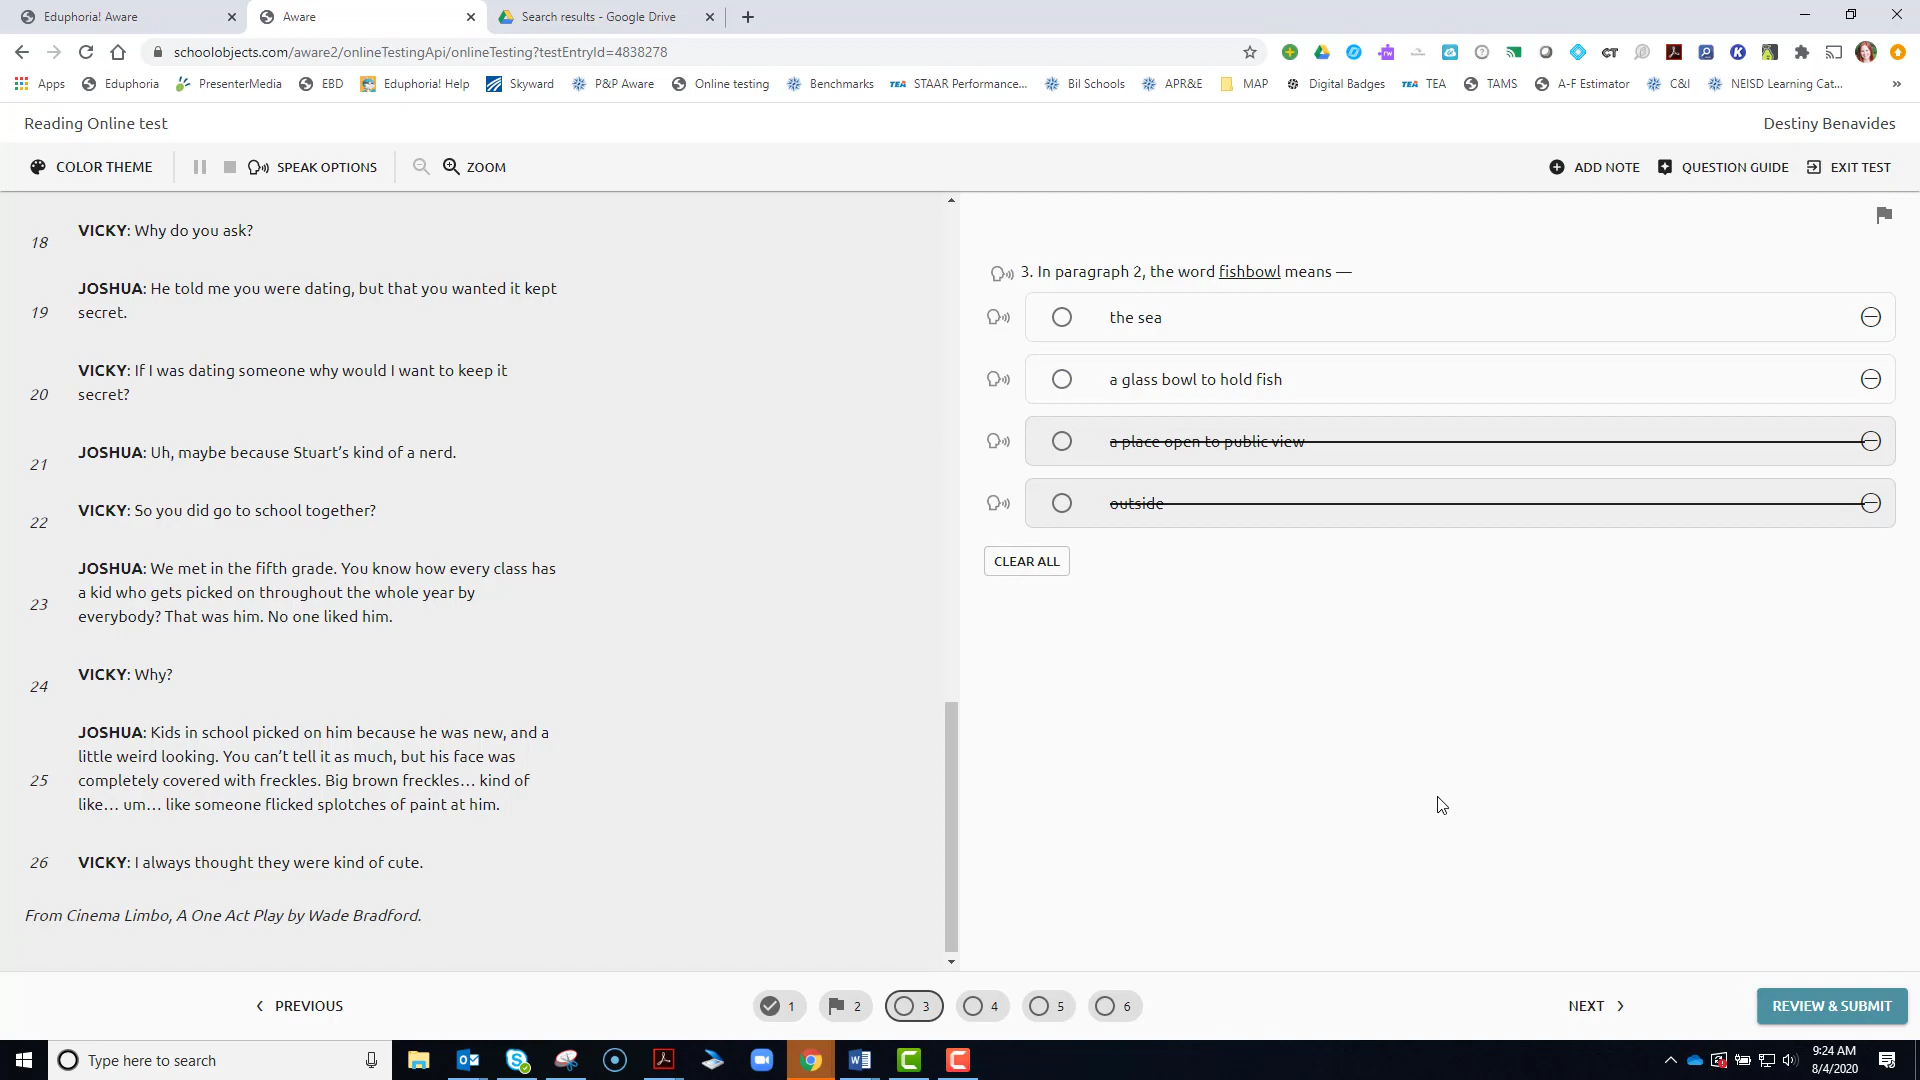 Eduphoria! Aware
Aware
Search results - Google Drive
schoolobjects.com/aware2/onlineTestingApi/onlineTesting?testEntryId=4838278
Apps
Eduphoria
PresenterMedia
EBD
Eduphoria! Help
Skyward
P&P Aware
Online testing
Benchmarks
TEA STAAR Performance...
Bil Schools
APR&E
MAP
Digital Badges
TEA TEA
TAMS
A-F Estimator
C&I
NEISD Learning Cat...
»
Reading Online test
Destiny Benavides
COLOR THEME
SPEAK OPTIONS
ZOOM
ADD NOTE
QUESTION GUIDE
EXIT TEST
18 VICKY: Why do you ask?
JOSHUA: He told me you were dating, but that you wanted it kept
19 secret.
VICKY: If I was dating someone why would I want to keep it
20 secret?
21 JOSHUA: Uh, maybe because Stuart’s kind of a nerd.
22 VICKY: So you did go to school together?
JOSHUA: We met in the fifth grade. You know how every class has
a kid who gets picked on throughout the whole year by
23 everybody? That was him. No one liked him.
24 VICKY: Why?
JOSHUA: Kids in school picked on him because he was new, and a
little weird looking. You can’t tell it as much, but his face was
25 completely covered with freckles. Big brown freckles… kind of
like… um… like someone flicked splotches of paint at him.
26 VICKY: I always thought they were kind of cute.
From Cinema Limbo, A One Act Play by Wade Bradford.
3. In paragraph 2, the word fishbowl means —
the sea
a glass bowl to hold fish
a place open to public view
outside
CLEAR ALL
PREVIOUS
1
2
3
4
5
6
NEXT
REVIEW & SUBMIT
Type here to search
9:24 AM
8/4/2020